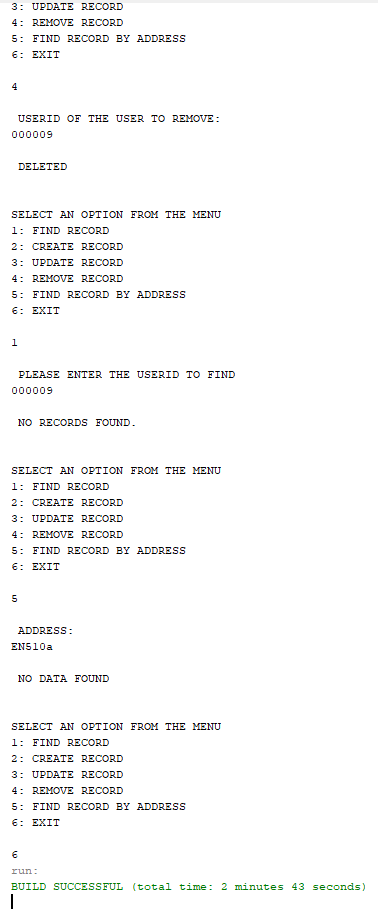 3: UPDATE RECORD
4: REMOVE RECORD
5: FIND RECORD BY ADDRESS
6: EXIT
4
USERID OF THE USER TO REMOVE:
000009
DELETED
SELECT AN OPTION FROM THE MENU
1: FIND RECORD
2: CREATE RECORD
3: UPDATE RECORD
4: REMOVE RECORD
5: FIND RECORD BY ADDRESS
6: EXIT
1
PLEASE ENTER THE USERID TO FIND
000009
NO RECORDS FOUND.
SELECT AN OPTION FROM THE MENU
1: FIND RECORD
2: CREATE RECORD
3: UPDATE RECORD
4: REMOVE RECORD
5: FIND RECORD BY ADDRESS
6: EXIT
5
ADDRESS:
EN510a
NO DATA FOUND
SELECT AN OPTION FROM THE MENU
1: FIND RECORD
2: CREATE RECORD
3: UPDATE RECORD
4: REMOVE RECORD
5: FIND RECORD BY ADDRESS
6: EXIT
6
run:
BUILD SUCCESSFUL (total time: 2 minutes 43 seconds)